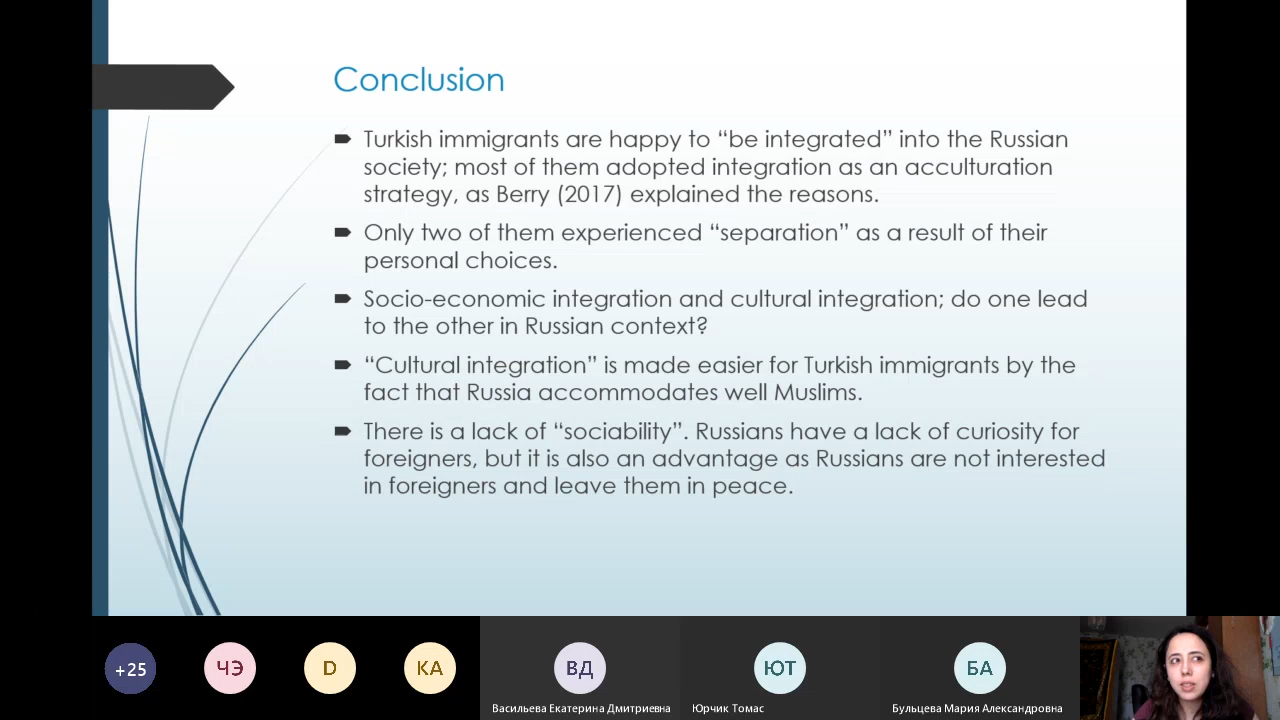 Conclusion
Turkish immigrants are happy to “be integrated” into the Russian
society; most of them adopted integration as an acculturation
strategy, as Berry (2017) explained the reasons.
Only two of them experienced “separation” as a result of their
personal choices.
Socio-economic integration and cultural integration; do one lead
to the other in Russian context?
“Cultural integration” is made easier for Turkish immigrants by the
fact that Russia accommodates well Muslims.
There is a lack of “sociability”. Russians have a lack of curiosity for
foreigners, but it is also an advantage as Russians are not interested
in foreigners and leave them in peace.
+25
ЧЭ
D
КА
ВД
ЮТ
БА
Васильева Екатерина Дмитриевна
Юрчик Томас
Бульцева Мария Александровна